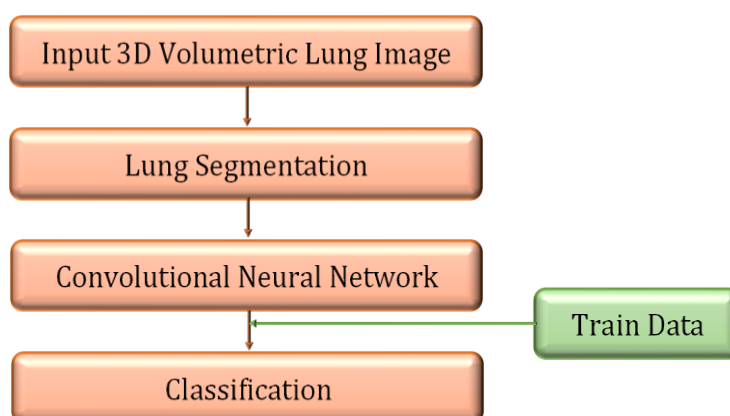 Input 3D Volumetric Lung Image
Lung Segmentation
Convolutional Neural Network
Train Data
Classification